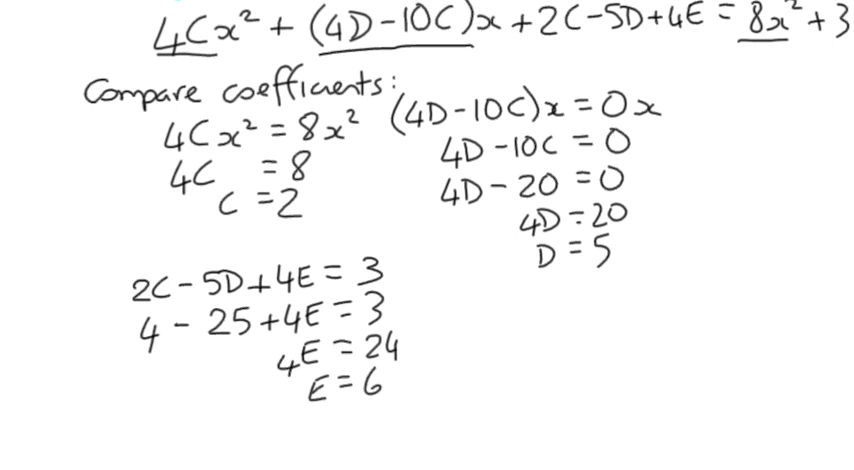 4Cx² + (4D-10C)x + 2C-5D+4E = 8x² + 3
Compare coefficients:
4Cx² = 8x²
4C = 8
C = 2
(4D-10C)x = 0x
4D-10C = 0
4D-20 = 0
4D = 20
D = 5
2C-5D+4E = 3
4-25+4E = 3
4E = 24
E = 6